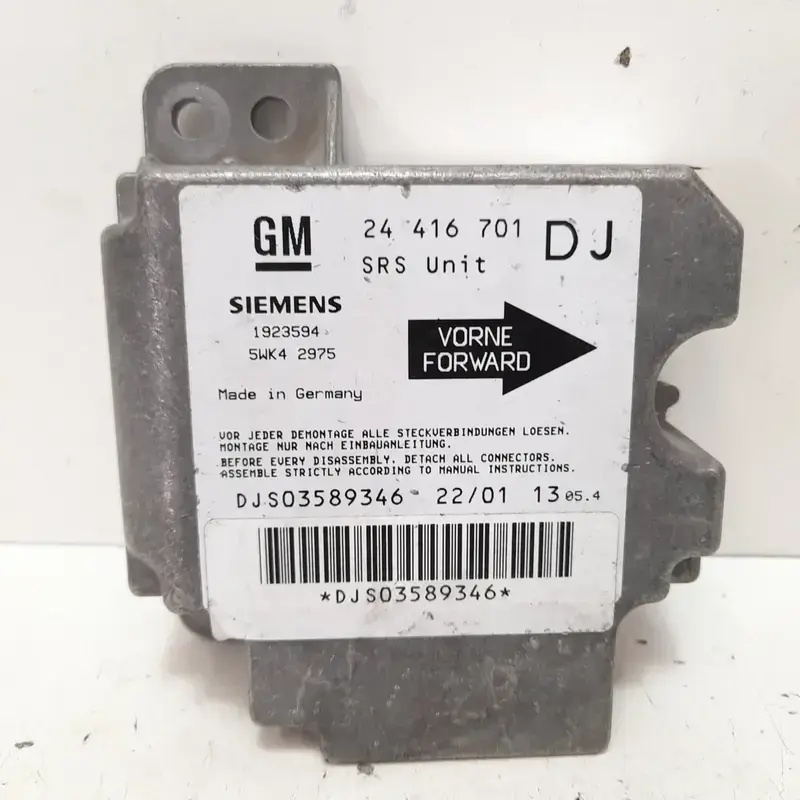 GM 24 416 701 DJ
SRS Unit
SIEMENS
1923594
5WK4 2975
VORNE
FORWARD
Made in Germany
VOR JEDER DEMONTAGE ALLE STECKVERBINDUNGEN LOESEN.
MONTAGE NUR NACH EINBAUANLEITUNG.
BEFORE EVERY DISASSEMBLY, DETACH ALL CONNECTORS.
ASSEMBLE STRICTLY ACCORDING TO MANUAL INSTRUCTIONS.
DJS03589346 22/01 13 05.4
*DJS03589346*